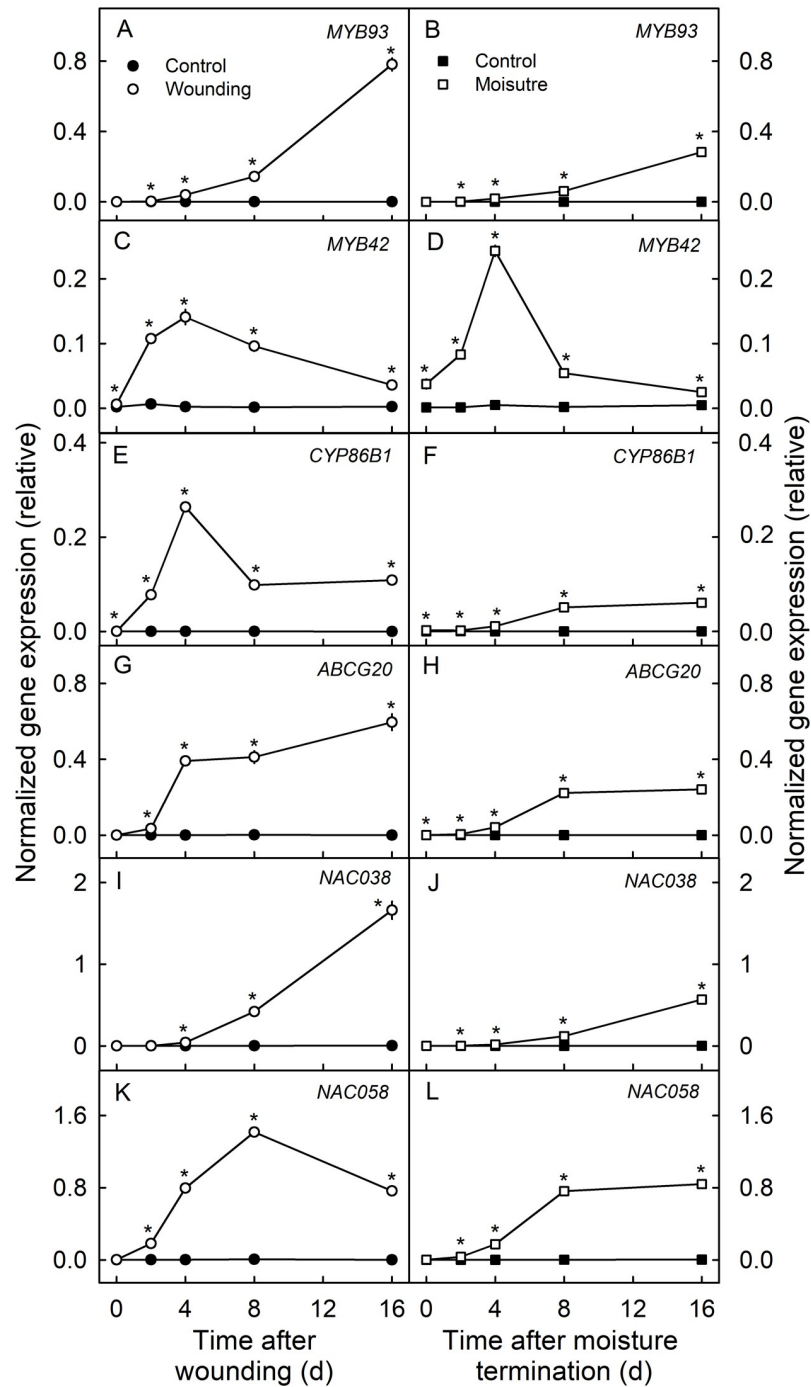 A MYB93
Control
Wounding
0.8
0.4
0.0
B MYB93
Control
Moisutre
0.8
0.4
0.0
C MYB42
0.2
0.1
0.0
D MYB42
0.2
0.1
0.0
E CYP86B1
0.4
0.2
0.0
F CYP86B1
0.4
0.2
0.0
G ABCG20
0.8
0.4
0.0
H ABCG20
0.8
0.4
0.0
I NAC038
2
1
0
J NAC038
2
1
0
K NAC058
1.6
0.8
0.0
L NAC058
1.6
0.8
0.0
Normalized gene expression (relative)
Normalized gene expression (relative)
0 4 8 12 16
0 4 8 12 16
Time after
wounding (d)
Time after moisture
termination (d)